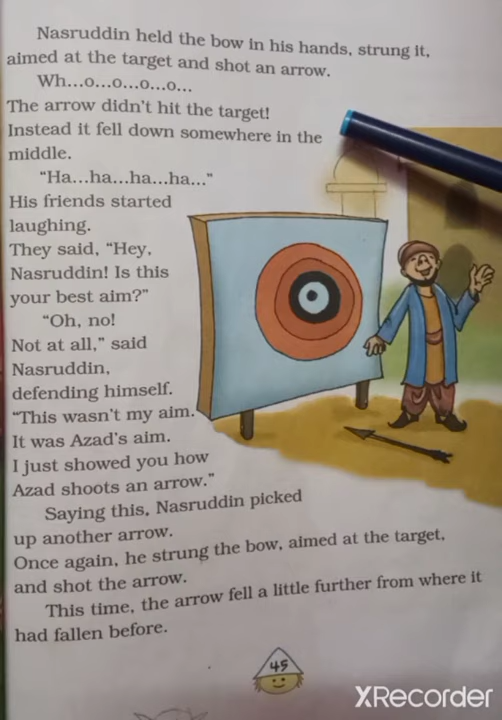 Nasruddin held the bow in his hands, strung it,
aimed at the target and shot an arrow.
Wh...o...o...o...o...
The arrow didn't hit the target!
Instead it fell down somewhere in the
middle.
"Ha...ha...ha...ha..."
His friends started
laughing.
They said, "Hey,
Nasruddin! Is this
your best aim?"
"Oh, no!
Not at all," said
Nasruddin,
defending himself.
"This wasn't my aim.
It was Azad's aim.
I just showed you how
Azad shoots an arrow."
Saying this, Nasruddin picked
up another arrow.
Once again, he strung the bow, aimed at the target,
and shot the arrow.
This time, the arrow fell a little further from where it
had fallen before.
45
XRecorder